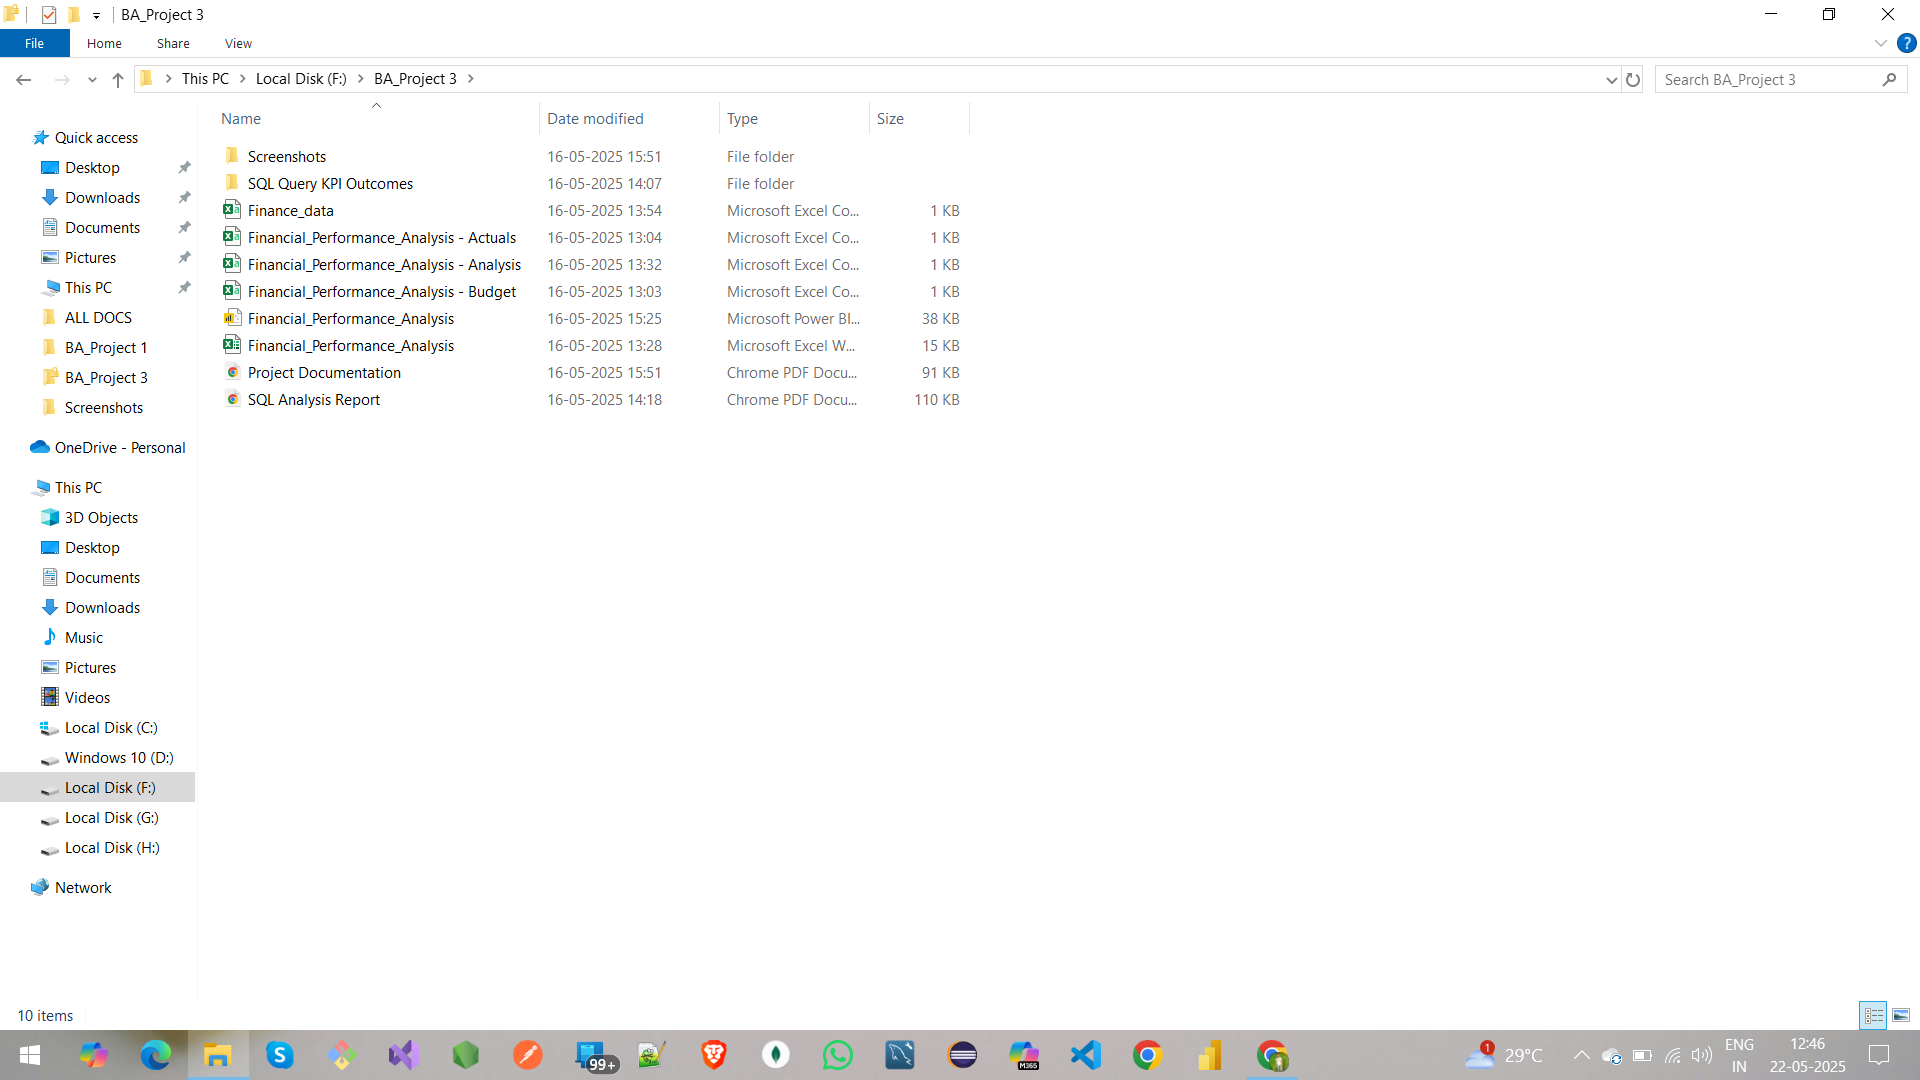 BA_Project 3
File Home Share View
This PC Local Disk (F:) BA_Project 3
Search BA_Project 3
Name Date modified Type Size
Screenshots 16-05-2025 15:51 File folder
SQL Query KPI Outcomes 16-05-2025 14:07 File folder
Finance_data 16-05-2025 13:54 Microsoft Excel Co... 1 KB
Financial_Performance_Analysis - Actuals 16-05-2025 13:04 Microsoft Excel Co... 1 KB
Financial_Performance_Analysis - Analysis 16-05-2025 13:32 Microsoft Excel Co... 1 KB
Financial_Performance_Analysis - Budget 16-05-2025 13:03 Microsoft Excel Co... 1 KB
Financial_Performance_Analysis 16-05-2025 15:25 Microsoft Power BI... 38 KB
Financial_Performance_Analysis 16-05-2025 13:28 Microsoft Excel W... 15 KB
Project Documentation 16-05-2025 15:51 Chrome PDF Docu... 91 KB
SQL Analysis Report 16-05-2025 14:18 Chrome PDF Docu... 110 KB
Quick access
Desktop
Downloads
Documents
Pictures
This PC
ALL DOCS
BA_Project 1
BA_Project 3
Screenshots
OneDrive - Personal
This PC
3D Objects
Desktop
Documents
Downloads
Music
Pictures
Videos
Local Disk (C:)
Windows 10 (D:)
Local Disk (F:)
Local Disk (G:)
Local Disk (H:)
Network
10 items
99+
M365
1
29°C
ENG
IN
12:46
22-05-2025